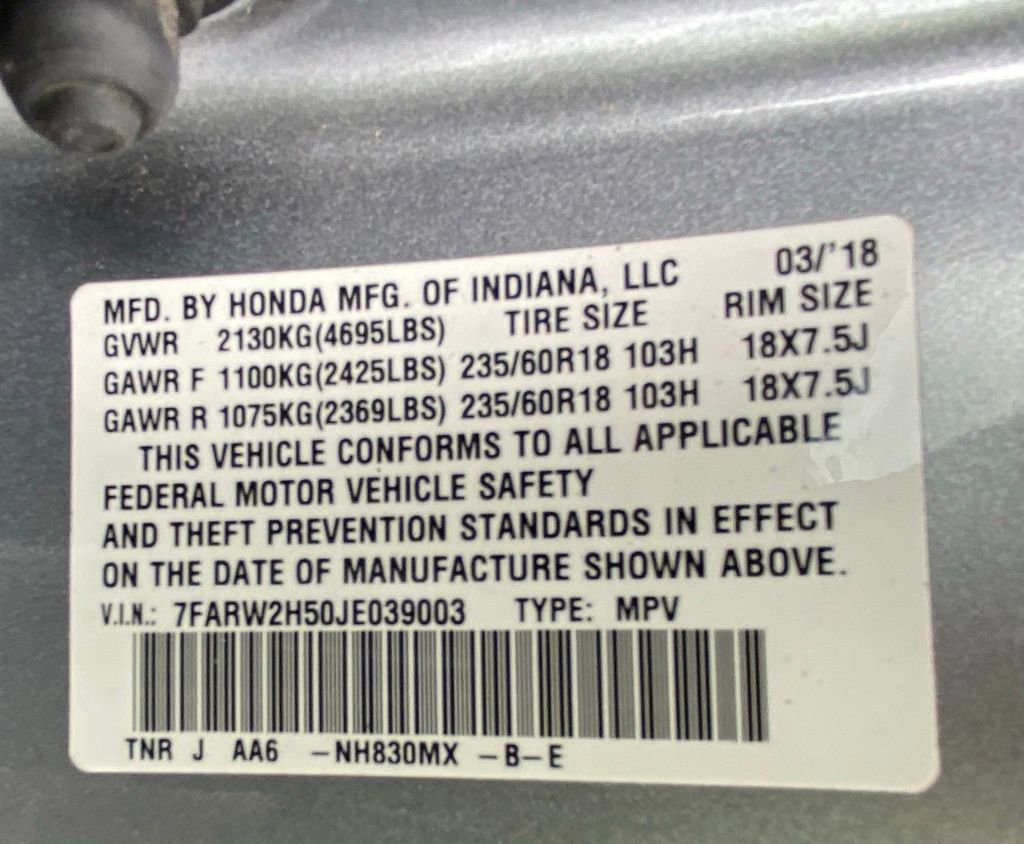 MFD. BY HONDA MFG. OF INDIANA, LLC 03/'18
GVWR 2130KG(4695LBS) TIRE SIZE RIM SIZE
GAWR F 1100KG(2425LBS) 235/60R18 103H 18X7.5J
GAWR R 1075KG(2369LBS) 235/60R18 103H 18X7.5J
THIS VEHICLE CONFORMS TO ALL APPLICABLE
FEDERAL MOTOR VEHICLE SAFETY
AND THEFT PREVENTION STANDARDS IN EFFECT
ON THE DATE OF MANUFACTURE SHOWN ABOVE.
V.I.N.: 7FARW2H50JE039003 TYPE: MPV
TNR J AA6 -NH830MX -B-E